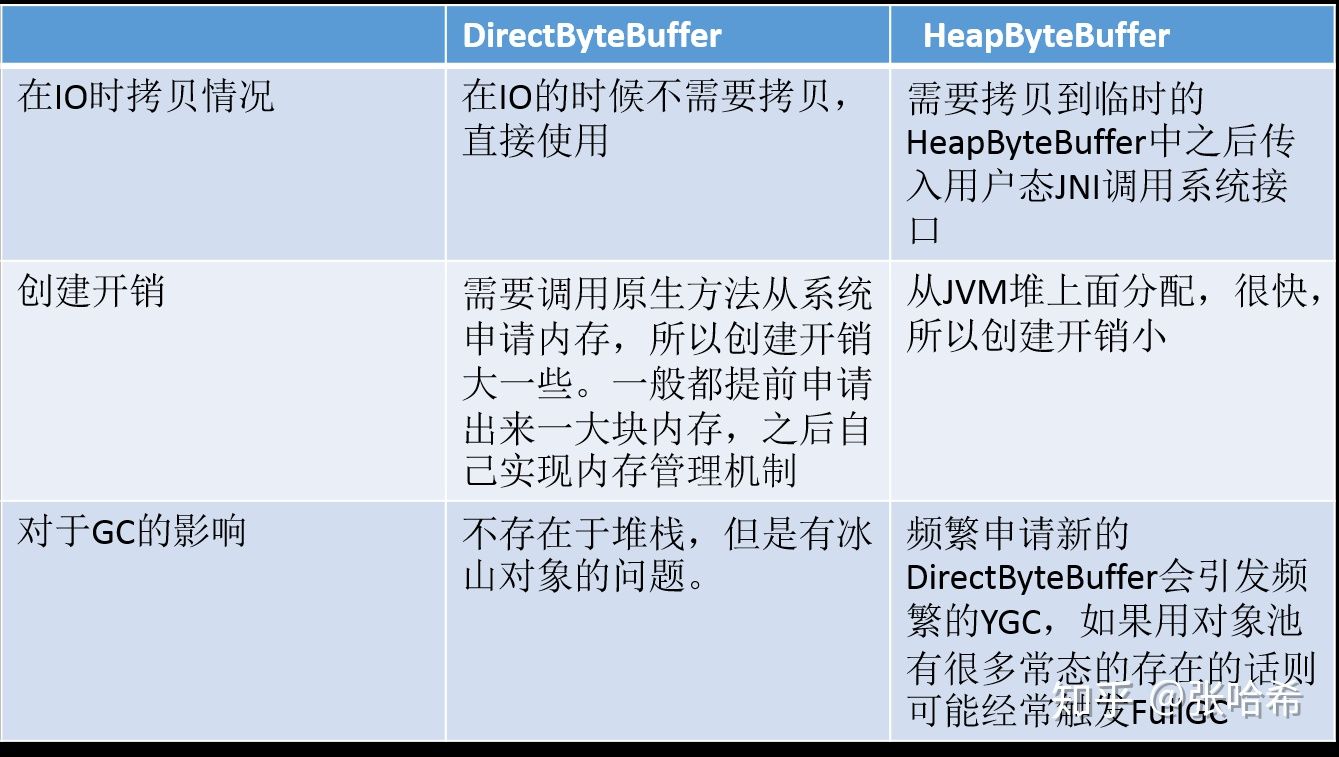 DirectByteBuffer
HeapByteBuffer
在IO时拷贝情况
在IO的时候不需要拷贝，
直接使用
需要拷贝到临时的
HeapByteBuffer中之后传
入用户态JNI调用系统接
口
创建开销
需要调用原生方法从系统
申请内存，所以创建开销
大一些。一般都提前申请
出来一大块内存，之后自
己实现内存管理机制
从JVM堆上面分配，很快，
所以创建开销小
对于GC的影响
不存在于堆栈，但是有冰
山对象的问题。
频繁申请新的
DirectByteBuffer会引发频
繁的YGC，如果用对象池
有很多常态的存在的话则
可能经常触发FullGC
知乎 @张哈希